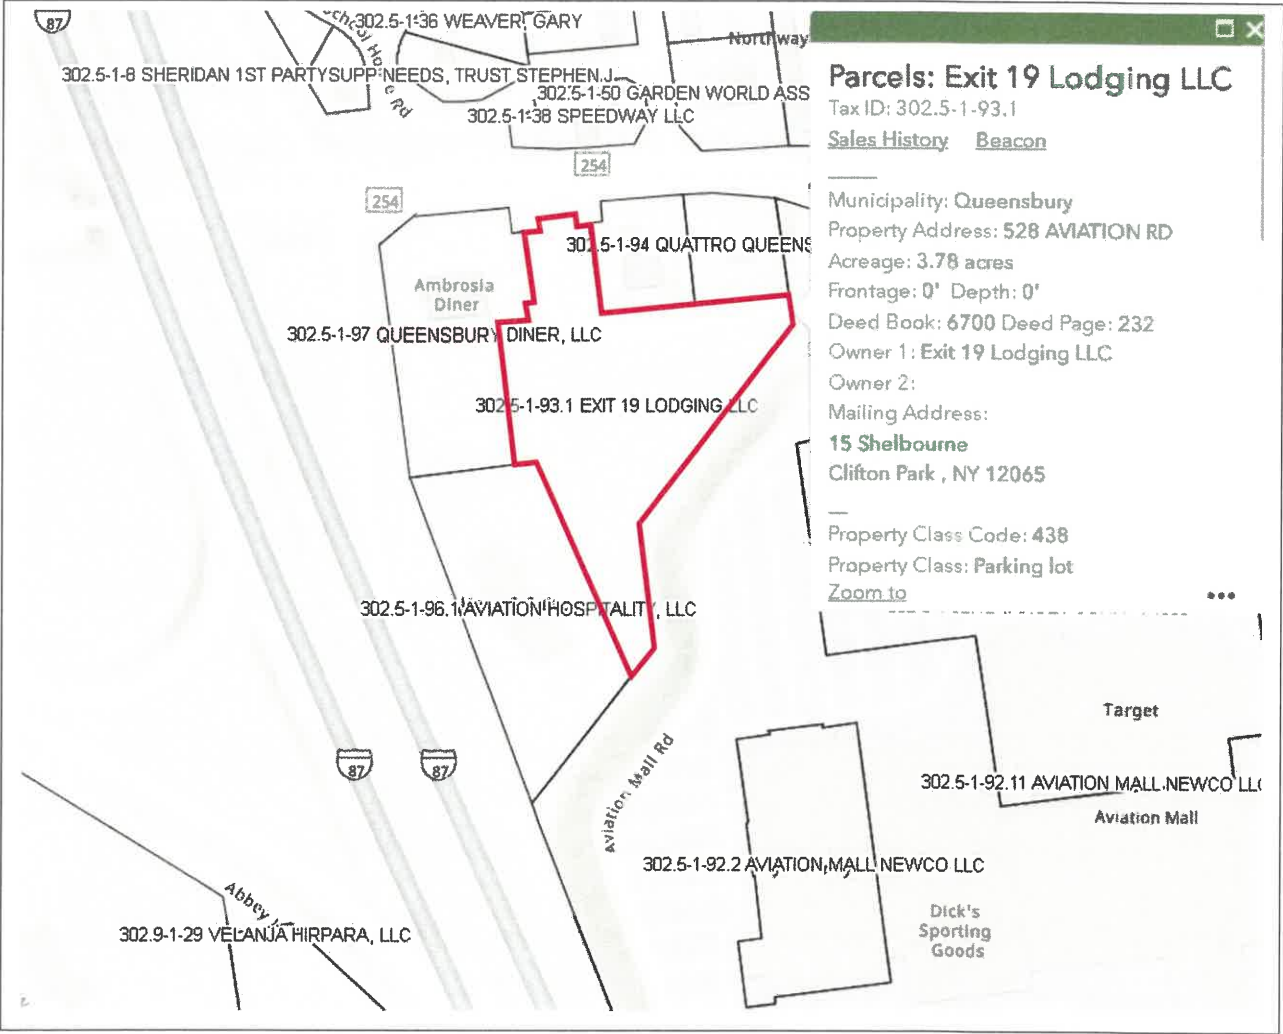 87
302.5-1-36 WEAVER GARY
Northway
302.5-1-8 SHERIDAN 1ST PARTYSUPP NEEDS, TRUST STEPHEN J.
Rd
302.5-1-50 GARDEN WORLD ASS
302.5-1-38 SPEEDWAY LLC
254
254
302.5-1-94 QUATTRO QUEENS
Ambrosia
Diner
302.5-1-97 QUEENSBURY DINER, LLC
302.5-1-93.1 EXIT 19 LODGING LLC
302.5-1-96.1 AVIATION HOSPITALITY, LLC
87
87
Aviation Mall Rd
Target
302.5-1-92.11 AVIATION MALL NEWCO LLC
Aviation Mall
302.5-1-92.2 AVIATION MALL NEWCO LLC
Abbey
302.9-1-29 VELANJA HIRPARA, LLC
Dick's
Sporting
Goods
Parcels: Exit 19 Lodging LLC
Tax ID: 302.5-1-93.1
Sales History Beacon
Municipality: Queensbury
Property Address: 528 AVIATION RD
Acreage: 3.78 acres
Frontage: 0' Depth: 0'
Deed Book: 6700 Deed Page: 232
Owner 1: Exit 19 Lodging LLC
Owner 2:
Mailing Address:
15 Shelbourne
Clifton Park , NY 12065
Property Class Code: 438
Property Class: Parking lot
Zoom to